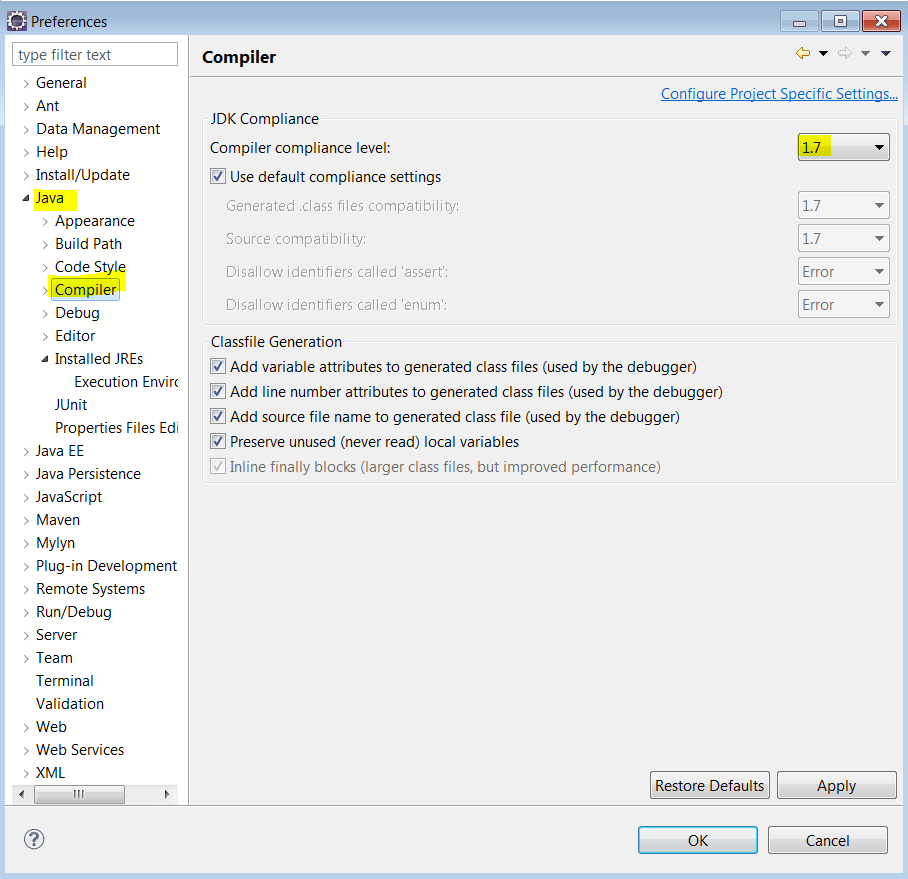 Preferences
type filter text
General
Ant
Data Management
Help
Install/Update
Java
Appearance
Build Path
Code Style
Compiler
Debug
Editor
Installed JREs
Execution Enviro
JUnit
Properties Files Edi
Java EE
Java Persistence
JavaScript
Maven
Mylyn
Plug-in Development
Remote Systems
Run/Debug
Server
Team
Terminal
Validation
Web
Web Services
XML
Compiler
Configure Project Specific Settings...
JDK Compliance
Compiler compliance level: 1.7
Use default compliance settings
Generated .class files compatibility: 1.7
Source compatibility: 1.7
Disallow identifiers called 'assert': Error
Disallow identifiers called 'enum': Error
Classfile Generation
Add variable attributes to generated class files (used by the debugger)
Add line number attributes to generated class files (used by the debugger)
Add source file name to generated class file (used by the debugger)
Preserve unused (never read) local variables
Inline finally blocks (larger class files, but improved performance)
Restore Defaults Apply
? OK Cancel